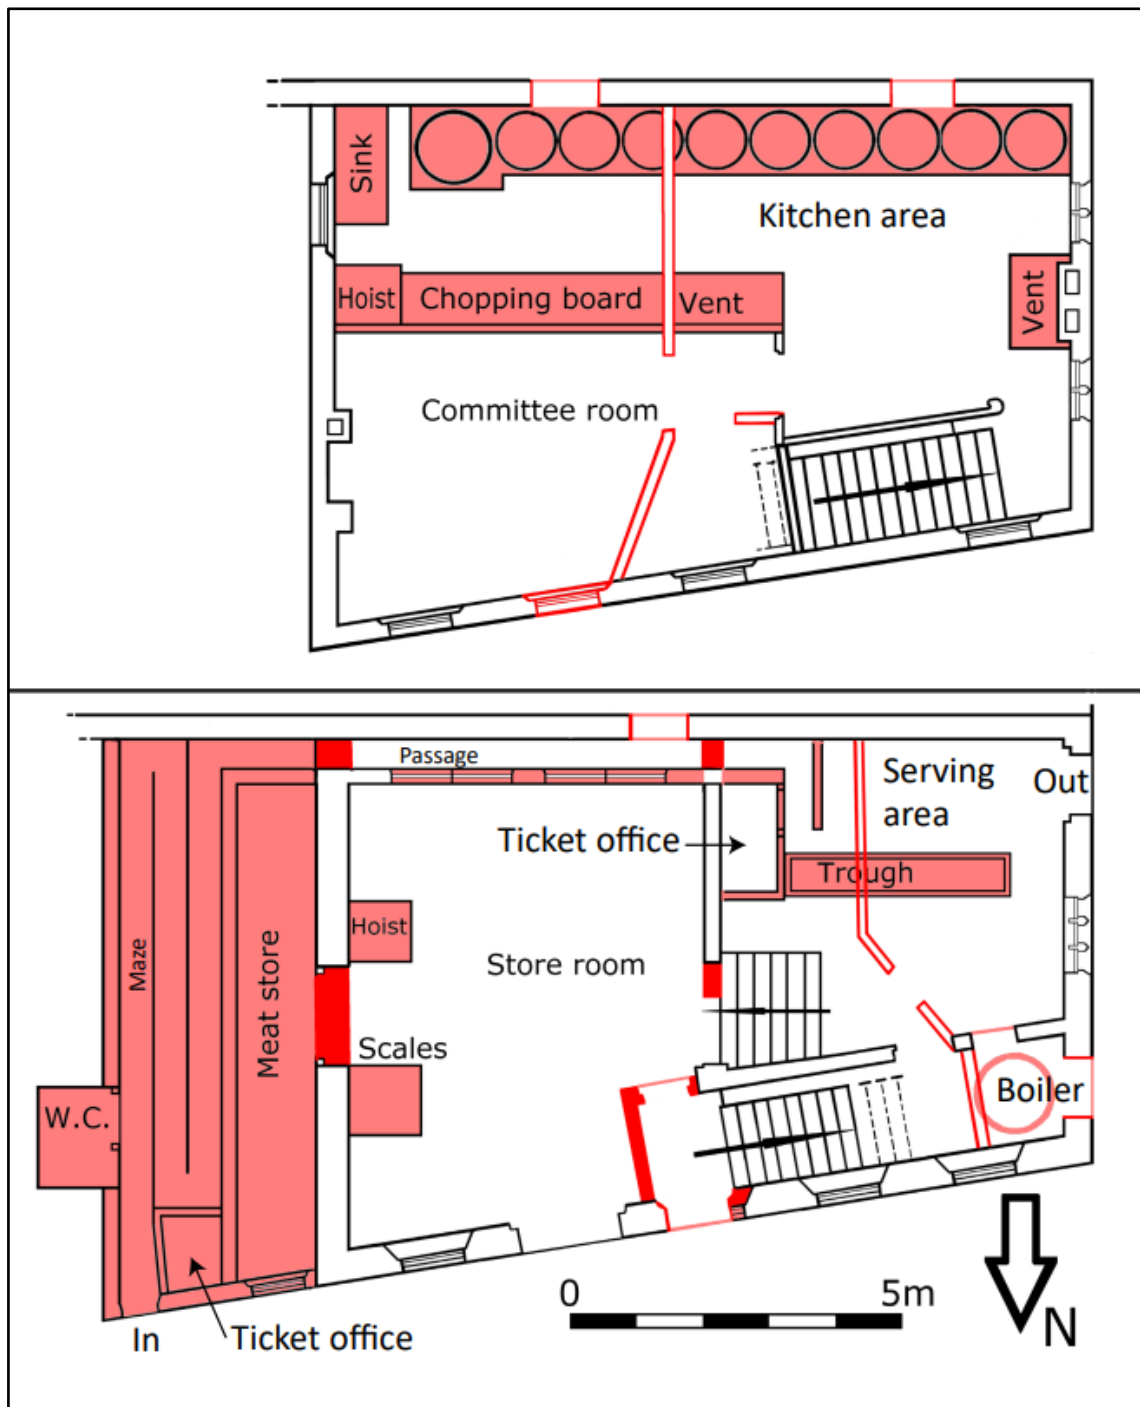 Sink
Kitchen area
Hoist
Chopping board
Vent
Vent
Committee room
Passage
Serving
area
Out
Ticket office
Trough
Hoist
Maze
Meat store
Store room
Scales
W.C.
Boiler
0
5m
N
In
Ticket office